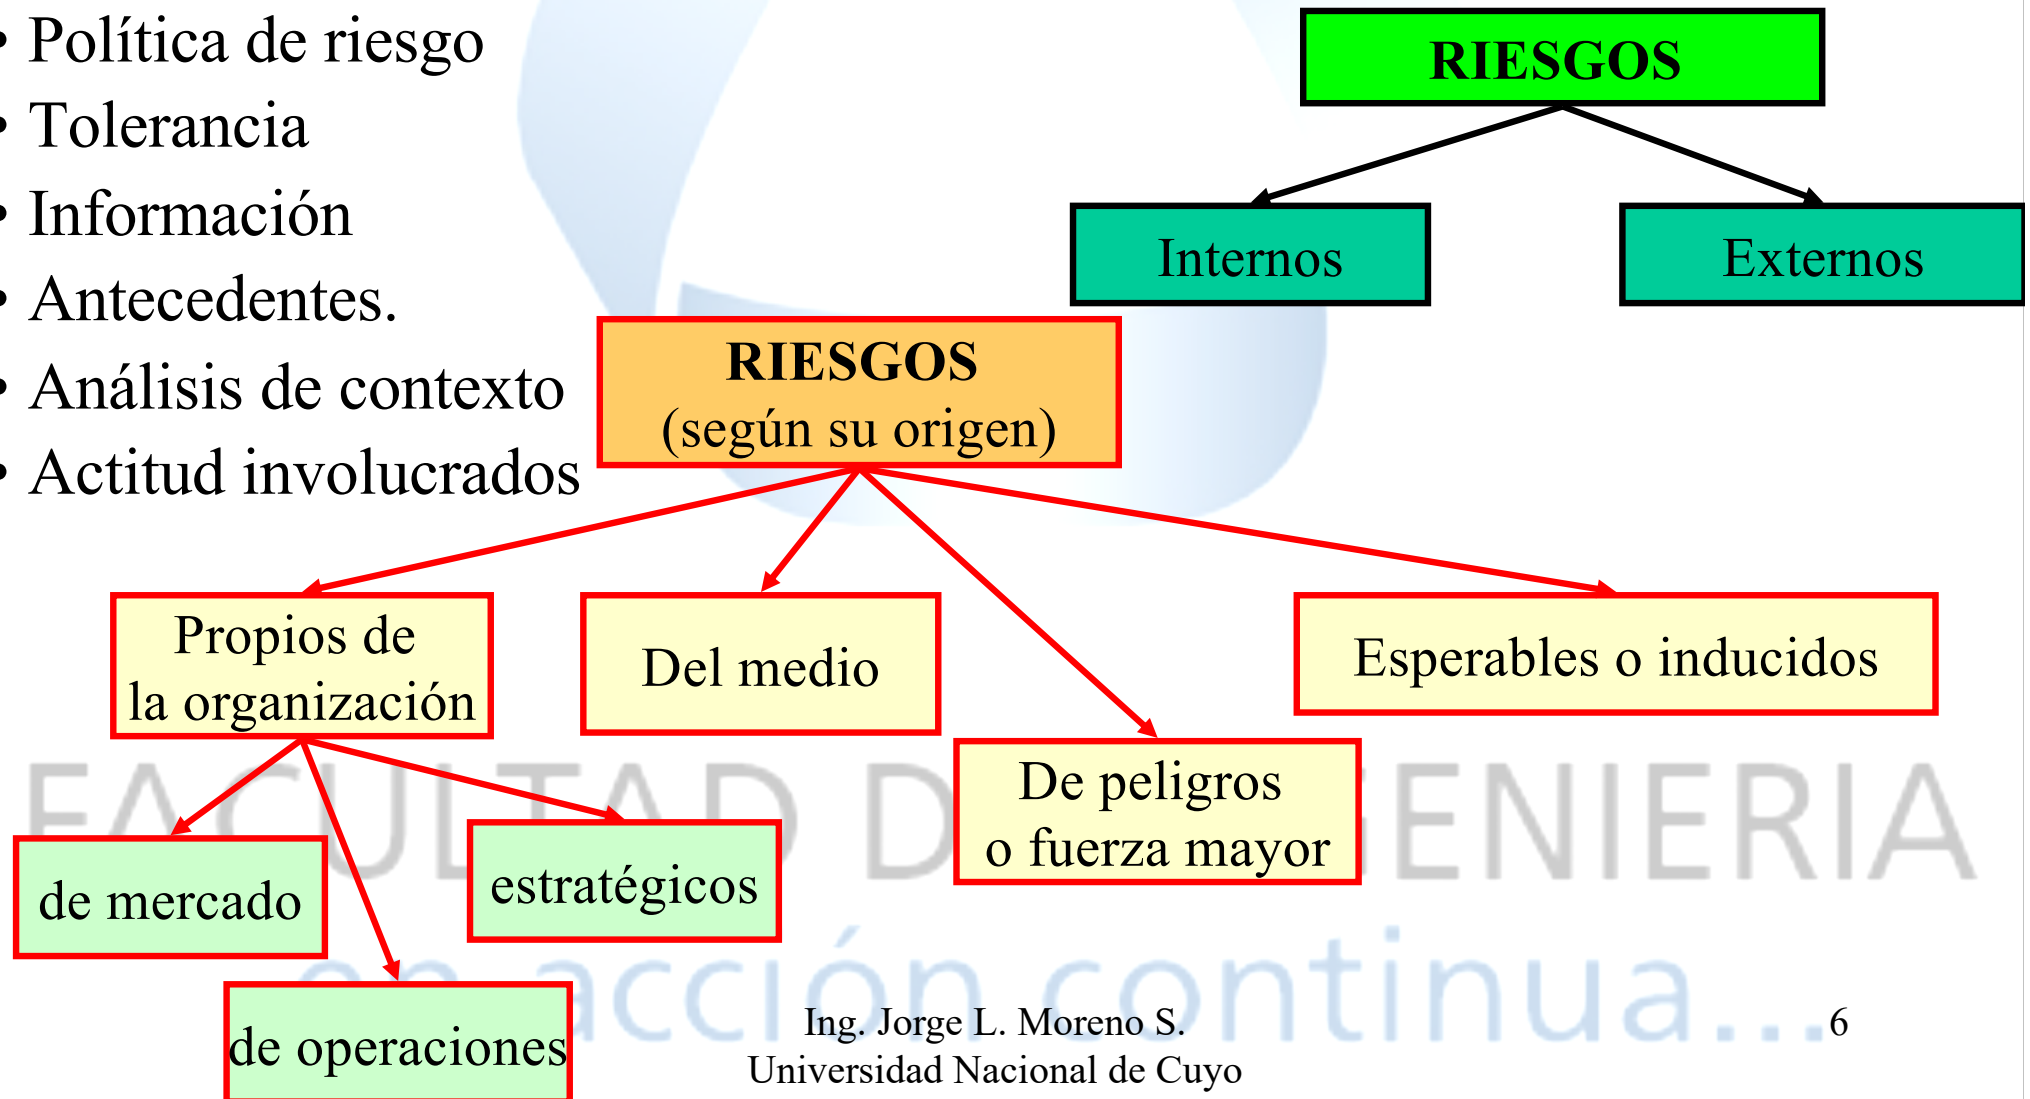 • Política de riesgo
• Tolerancia
• Información
• Antecedentes.
• Análisis de contexto
• Actitud involucrados
RIESGOS
Internos
Externos
RIESGOS
(según su origen)
Propios de
la organización
Del medio
De peligros
o fuerza mayor
Esperables o inducidos
de mercado
de operaciones
estratégicos
FACULTAD D GENIERIA
en acción continua...
Ing. Jorge L. Moreno S.
Universidad Nacional de Cuyo
6